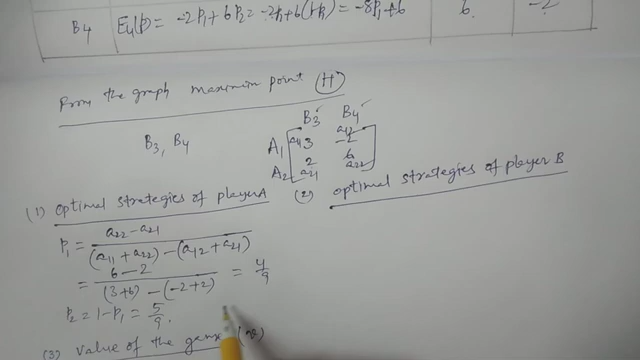 B4 E4(P) = -2P1+6P2 = -2P1+6(1-P1) = -8P1+6 6. -2
From the graph maximum point (H)
B3 B4
B3, B4
A1 a11 3 a12 -2
A2 2 a21 6 a22
(1) optimal strategies of player A (2) optimal strategies of player B
P1 = a22 - a21 / (a11 + a22) - (a12 + a21)
= 6-2 / (3+6) - (-2+2) = 4/9
P2 = 1-P1 = 5/9.
(3) Value of the game (v)